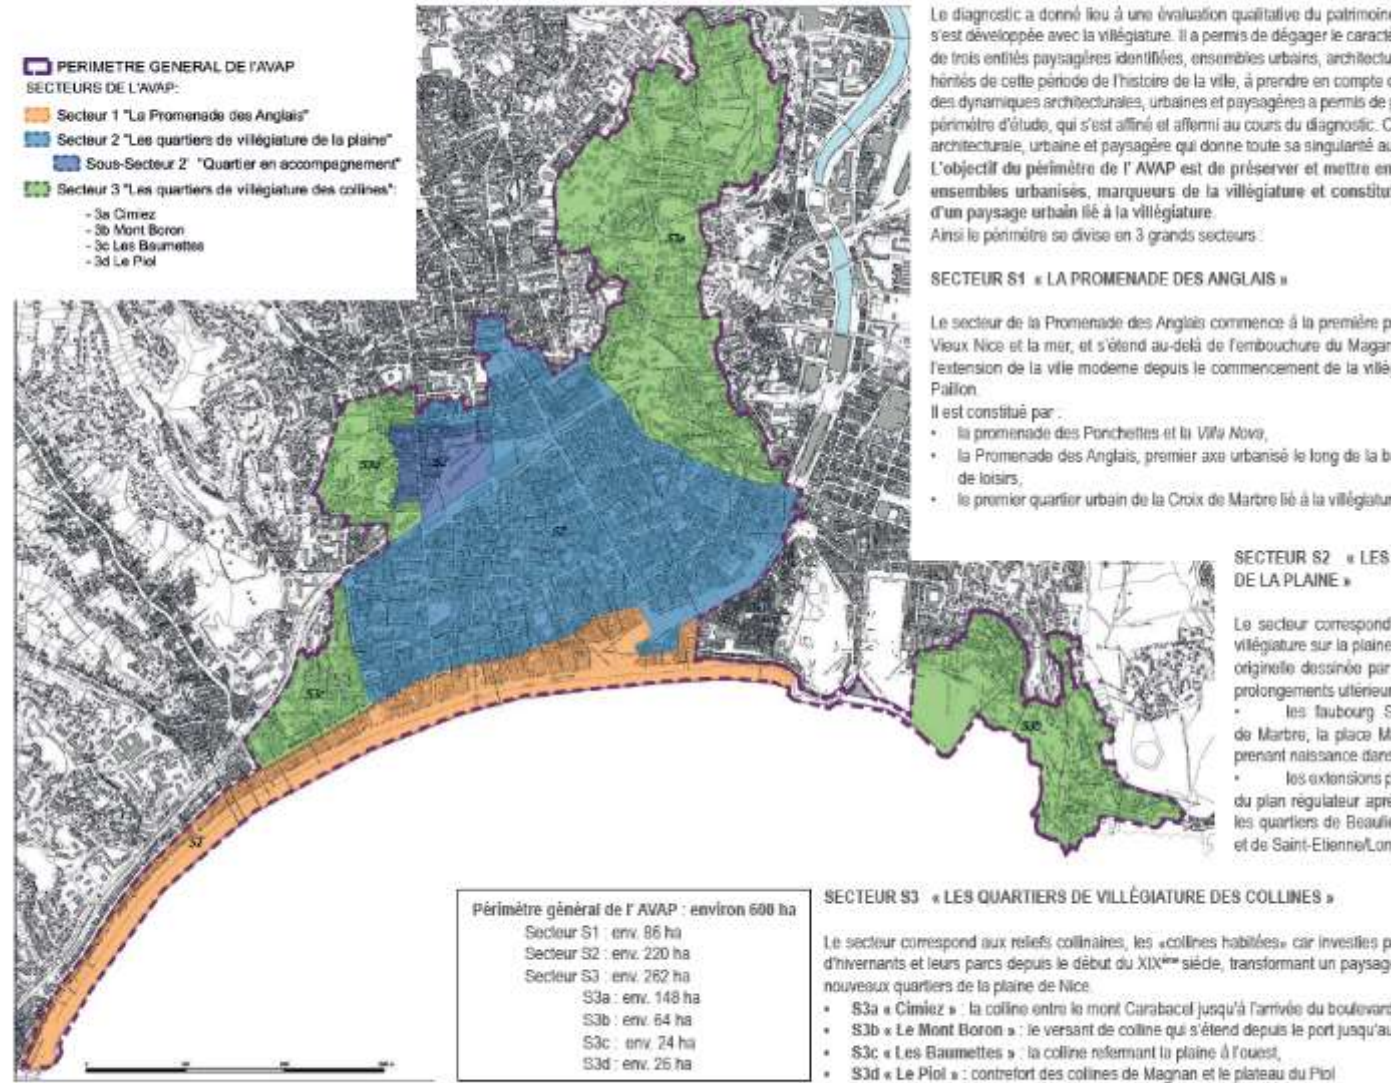 PERIMETRE GENERAL DE l'AVAP
SECTEURS DE L'AVAP:
Secteur 1 "La Promenade des Anglais"
Secteur 2 "Les quartiers de villégiature de la plaine"
Sous-Secteur 2' "Quartier en accompagnement"
Secteur 3 "Les quartiers de villégiature des collines":
- 3a Cimiez
- 3b Mont Boron
- 3c Les Baumettes
- 3d Le Piol
S3a
S3d
S2'
S2
S3c
S3b
Le diagnostic a donné lieu à une évaluation qualitative du patrimoine
s'est développée avec la villégiature. Il a permis de dégager le caract
de trois entités paysagères identifiées, ensembles urbains, architectu
hérités de cette période de l'histoire de la ville, à prendre en compte
des dynamiques architecturales, urbaines et paysagères a permis de
périmètre d'étude, qui s'est affiné et affermi au cours du diagnostic. C
architecturale, urbaine et paysagère qui donne toute sa singularité au
L'objectif du périmètre de l' AVAP est de préserver et mettre en
ensembles urbanisés, marqueurs de la villégiature et constitu
d'un paysage urbain lié à la villégiature.
Ainsi le périmètre se divise en 3 grands secteurs :
SECTEUR S1 « LA PROMENADE DES ANGLAIS »
Le secteur de la Promenade des Anglais commence à la première p
Vieux Nice et la mer, et s'étend au-delà de l'embouchure du Magan
l'extension de la ville moderne depuis le commencement de la villég
Paillon.
Il est constitué par :
• la promenade des Ponchettes et la Villa Nova,
• la Promenade des Anglais, premier axe urbanisé le long de la b
de loisirs,
• le premier quartier urbain de la Croix de Marbre lié à la villégiatur
SECTEUR S2 « LES
DE LA PLAINE »
Le secteur correspond
villégiature sur la plaine
originelle dessinée par
prolongements ultérieur
• les faubourg S
de Marbre, la place M
prenant naissance dans
• les extensions p
du plan régulateur apr
les quartiers de Beaulie
et de Saint-Etienne/Lon
Périmètre général de l' AVAP : environ 600 ha
Secteur S1 : env. 86 ha
Secteur S2 : env. 220 ha
Secteur S3 : env. 262 ha
S3a : env. 148 ha
S3b : env. 64 ha
S3c : env. 24 ha
S3d : env. 26 ha
SECTEUR S3 « LES QUARTIERS DE VILLÉGIATURE DES COLLINES »
Le secteur correspond aux reliefs collinaires, les «collines habitées» car investies p
d'hivernants et leurs parcs depuis le début du XIXème siècle, transformant un paysag
nouveaux quartiers de la plaine de Nice.
• S3a « Cimiez » : la colline entre le mont Carabacel jusqu'à l'arrivée du boulevard
• S3b « Le Mont Boron » : le versant de colline qui s'étend depuis le port jusqu'au
• S3c « Les Baumettes » : la colline refermant la plaine à l'ouest,
• S3d « Le Piol » : contrefort des collines de Magnan et le plateau du Piol